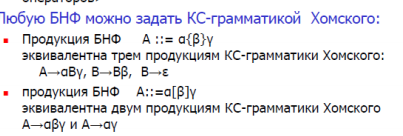 операторов»
Любую БНФ можно задать КС-грамматикой Хомского:
▪ Продукция БНФ A ::= α{β}γ
эквивалентна трем продукциям КС-грамматики Хомского:
A→αBγ, B→Bβ, B→ε
▪ продукция БНФ A::=α[β]γ
эквивалентна двум продукциям КС-грамматики Хомского
A→αβγ и A→αγ